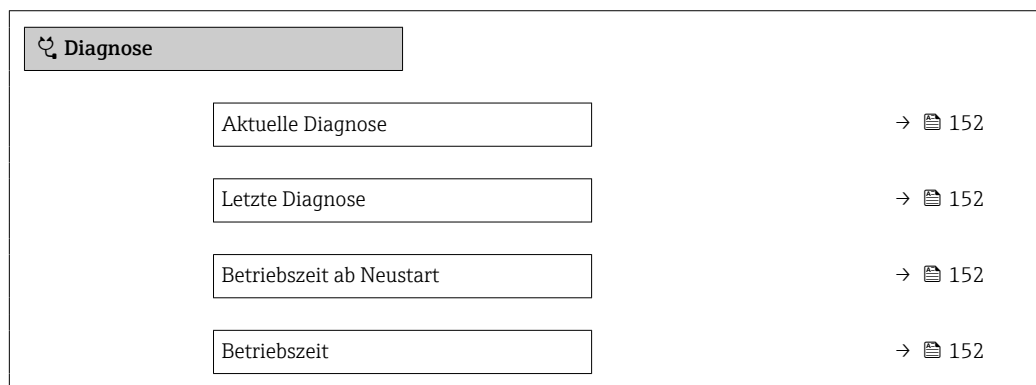 Diagnose
Aktuelle Diagnose → 152
Letzte Diagnose → 152
Betriebszeit ab Neustart → 152
Betriebszeit → 152